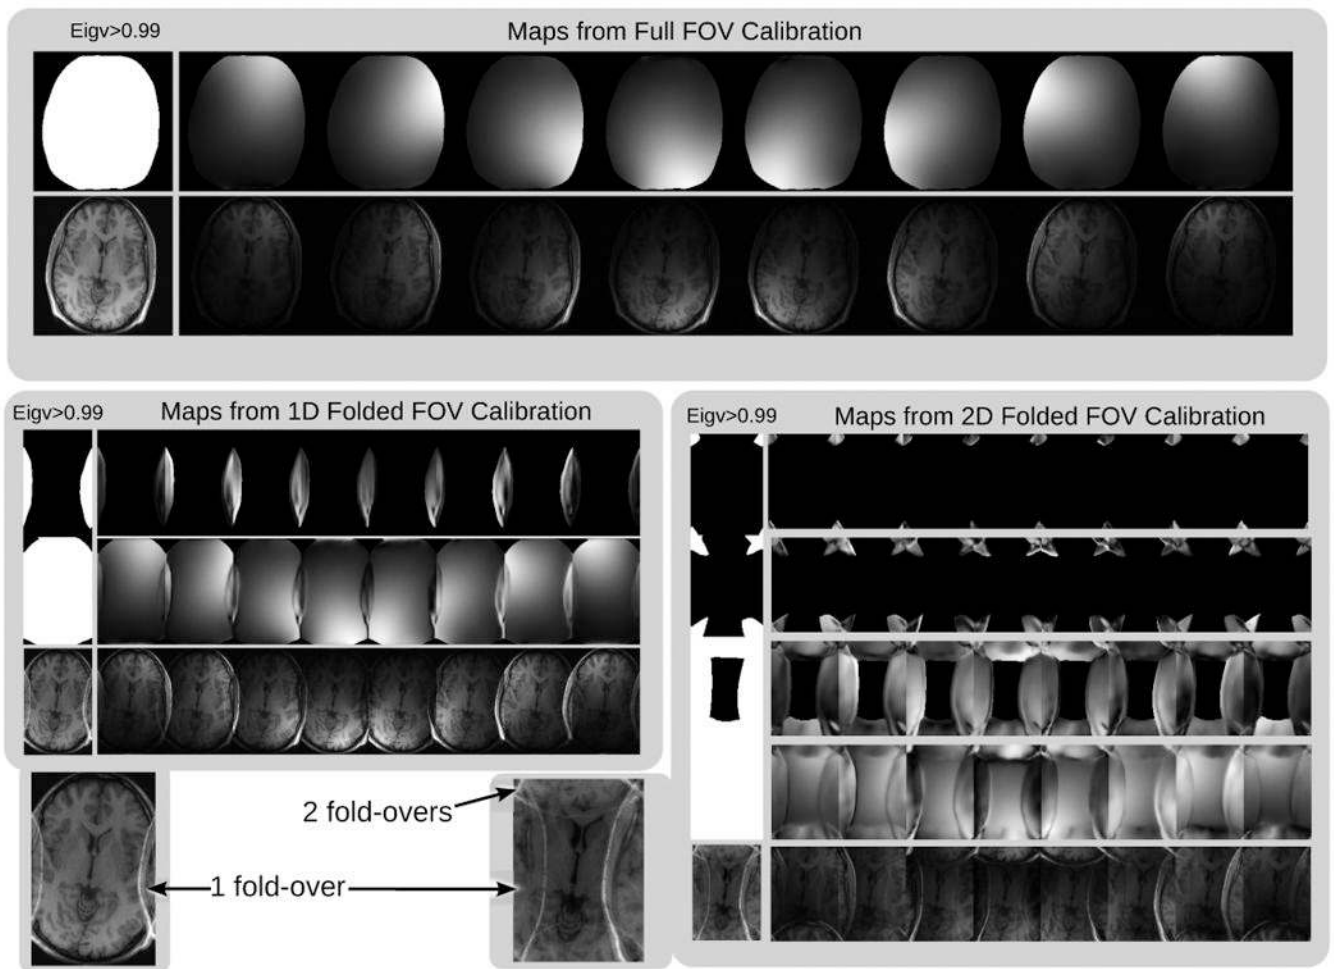 Eigv>0.99
Maps from Full FOV Calibration
Eigv>0.99
Maps from 1D Folded FOV Calibration
Eigv>0.99
Maps from 2D Folded FOV Calibration
2 fold-overs
1 fold-over